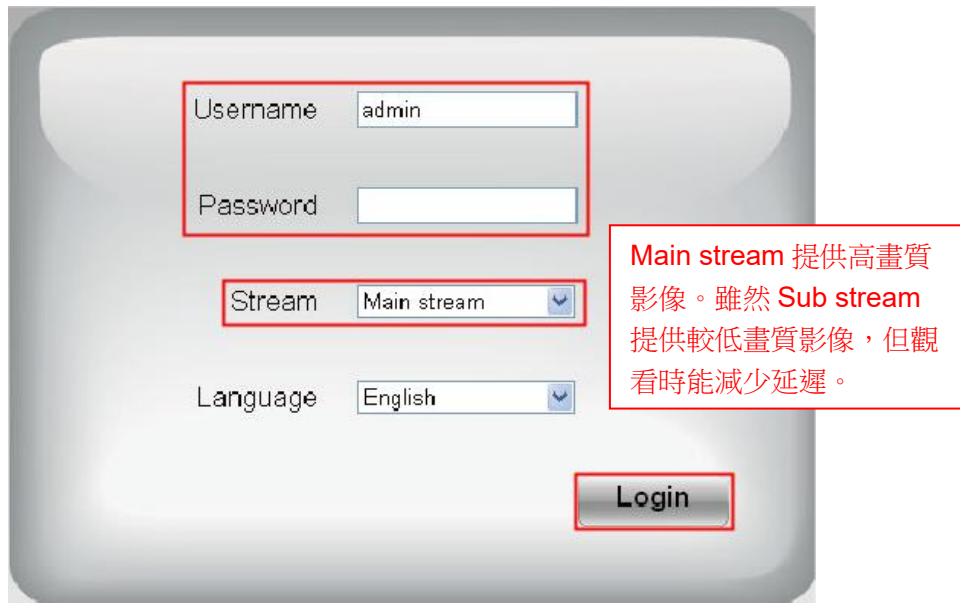 Username admin
Password
Stream Main stream
Main stream 提供高畫質
影像。雖然 Sub stream
提供較低畫質影像，但觀
看時能減少延遲。
Language English
Login